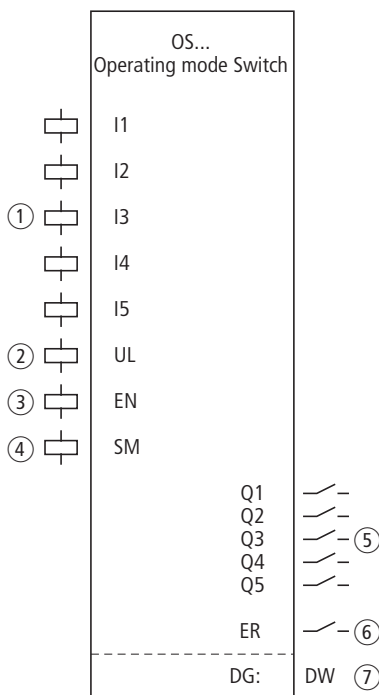 OS...
Operating mode Switch
I1
I2
1 I3
I4
I5
2 UL
3 EN
4 SM
Q1
Q2
Q3 5
Q4
Q5
ER 6
DG: DW 7